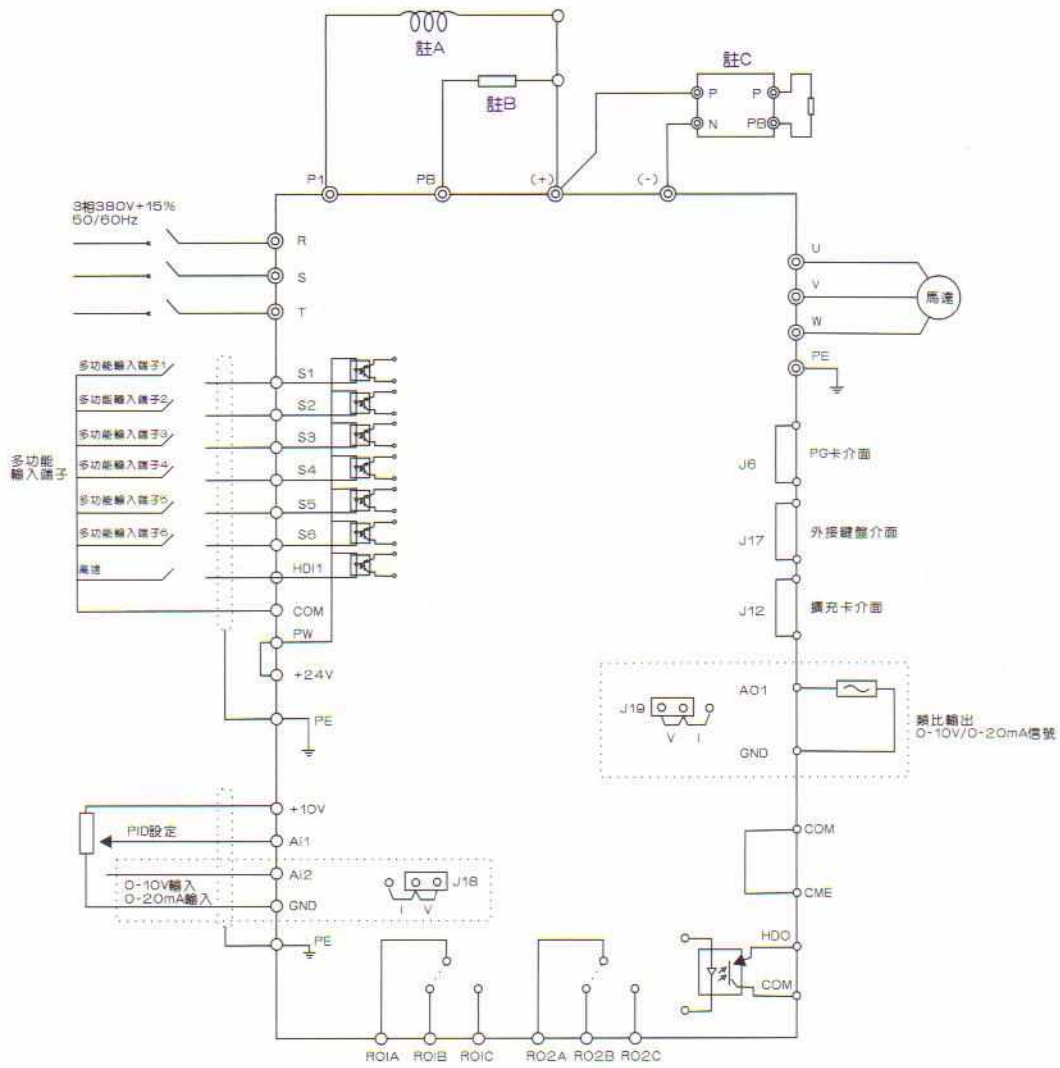 註A
註B
註C
P
P
N
PB
P1
PB
(+)
(-)
3相380V+15%
50/60Hz
R
S
T
U
V
W
馬達
PE
多功能輸入端子1
S1
多功能輸入端子2
S2
多功能輸入端子3
S3
多功能輸入端子4
S4
多功能
輸入端子
多功能輸入端子5
S5
多功能輸入端子6
S6
高速
HDI1
COM
PW
+24V
PE
J6
PG卡介面
J17
外接鍵盤介面
J12
擴充卡介面
AO1
J19
V I
GND
類比輸出
0-10V/0-20mA信號
+10V
PID設定
AI1
AI2
0-10V輸入
0-20mA輸入
GND
J18
I V
PE
COM
CME
HDO
COM
RO1A RO1B RO1C RO2A RO2B RO2C